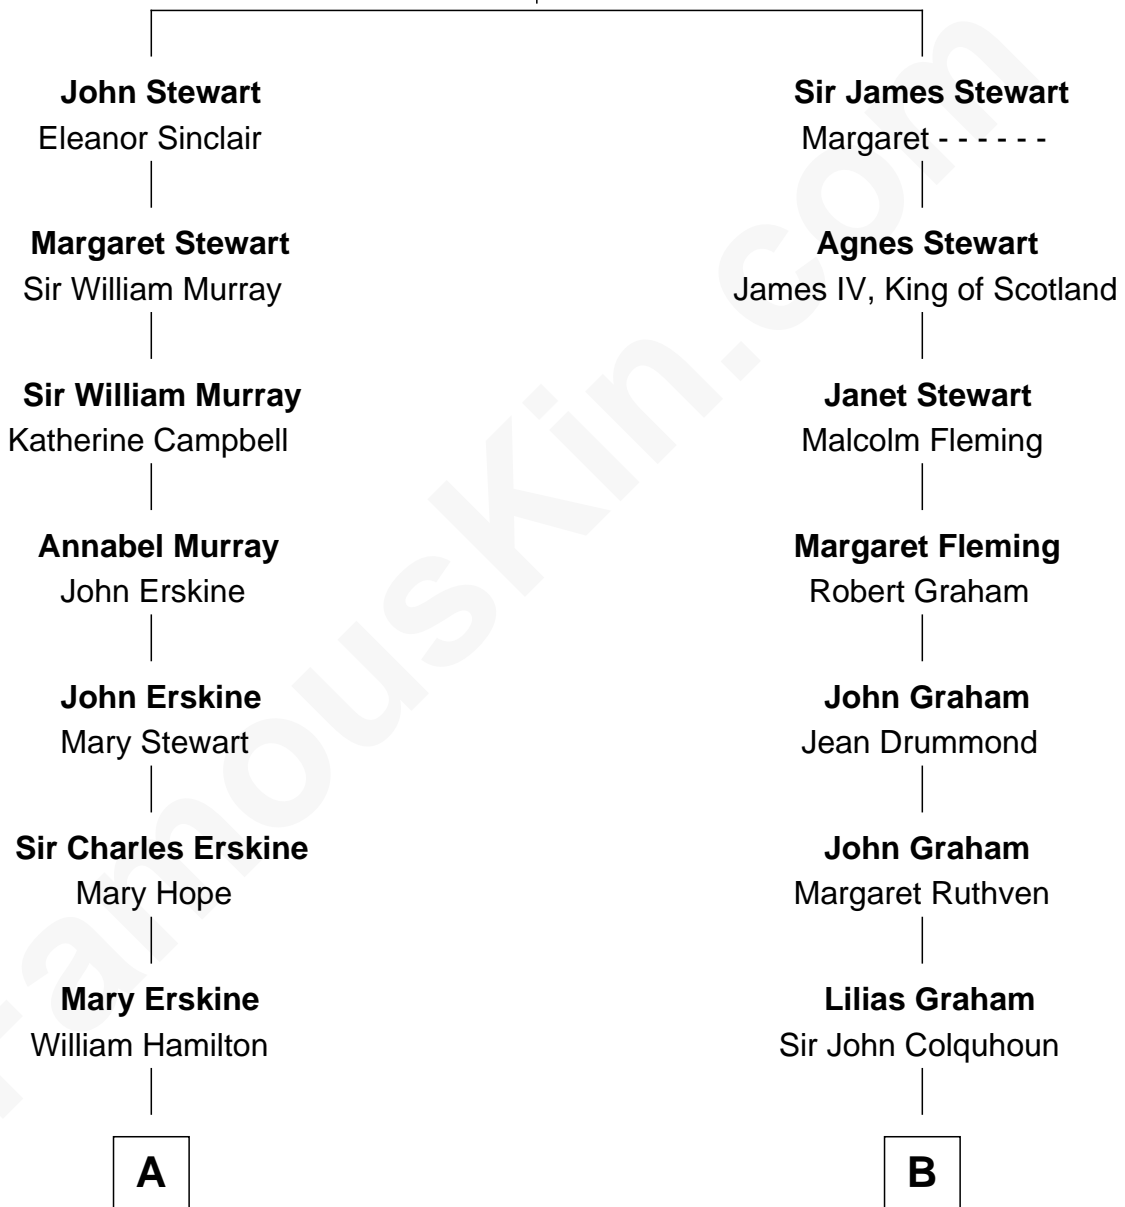 John Stewart
Eleanor Sinclair
Margaret Stewart
Sir William Murray
Sir William Murray
Katherine Campbell
Annabel Murray
John Erskine
John Erskine
Mary Stewart
Sir Charles Erskine
Mary Hope
Mary Erskine
William Hamilton
A
Sir James Stewart
Margaret - - - - - -
Agnes Stewart
James IV, King of Scotland
Janet Stewart
Malcolm Fleming
Margaret Fleming
Robert Graham
John Graham
Jean Drummond
John Graham
Margaret Ruthven
Lilias Graham
Sir John Colquhoun
B
FamousKin.com